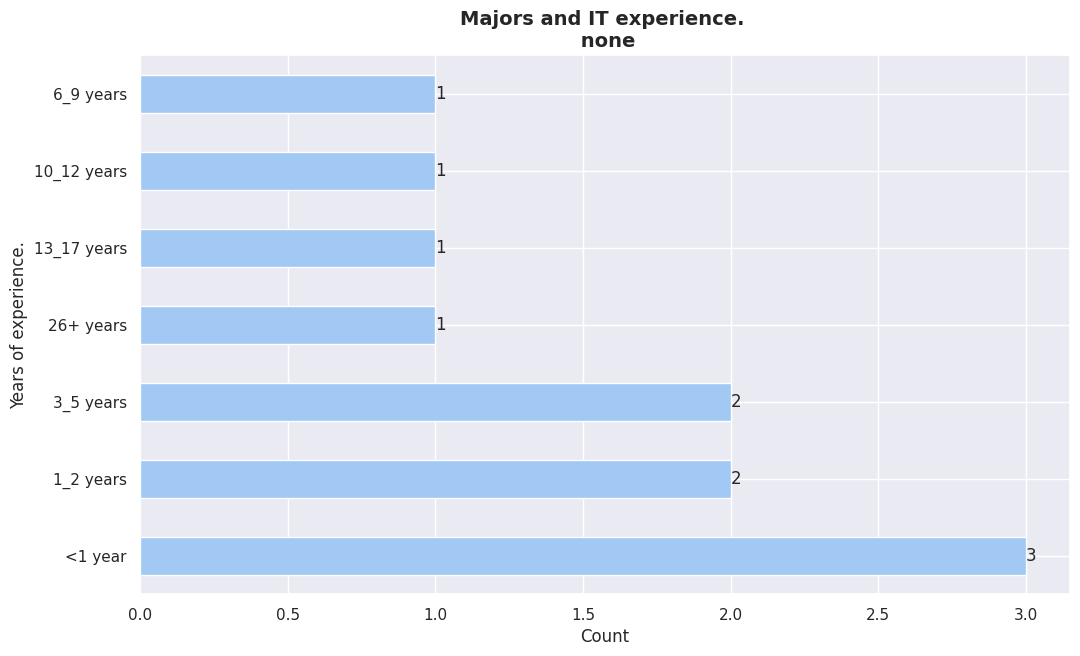 Majors and IT experience.
none
6_9 years
1
10_12 years
1
13_17 years
1
26+ years
1
3_5 years
2
1_2 years
2
<1 year
3
Years of experience.
0.0 0.5 1.0 1.5 2.0 2.5 3.0
Count